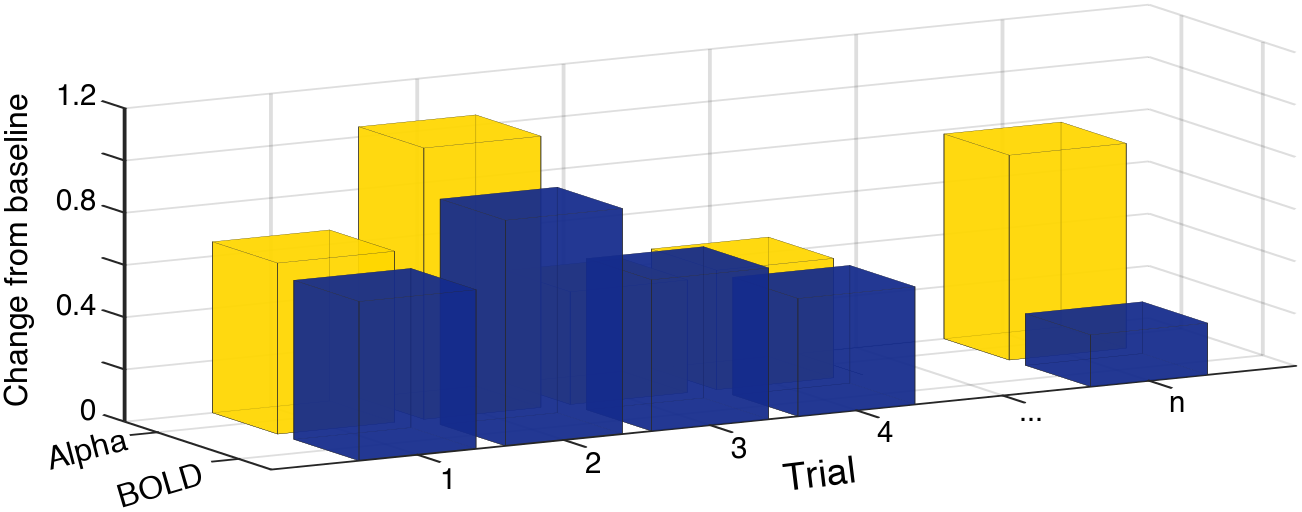 Change from baseline
1.2
0.8
0.4
0
Alpha
BOLD
1
2
3
4
...
n
Trial